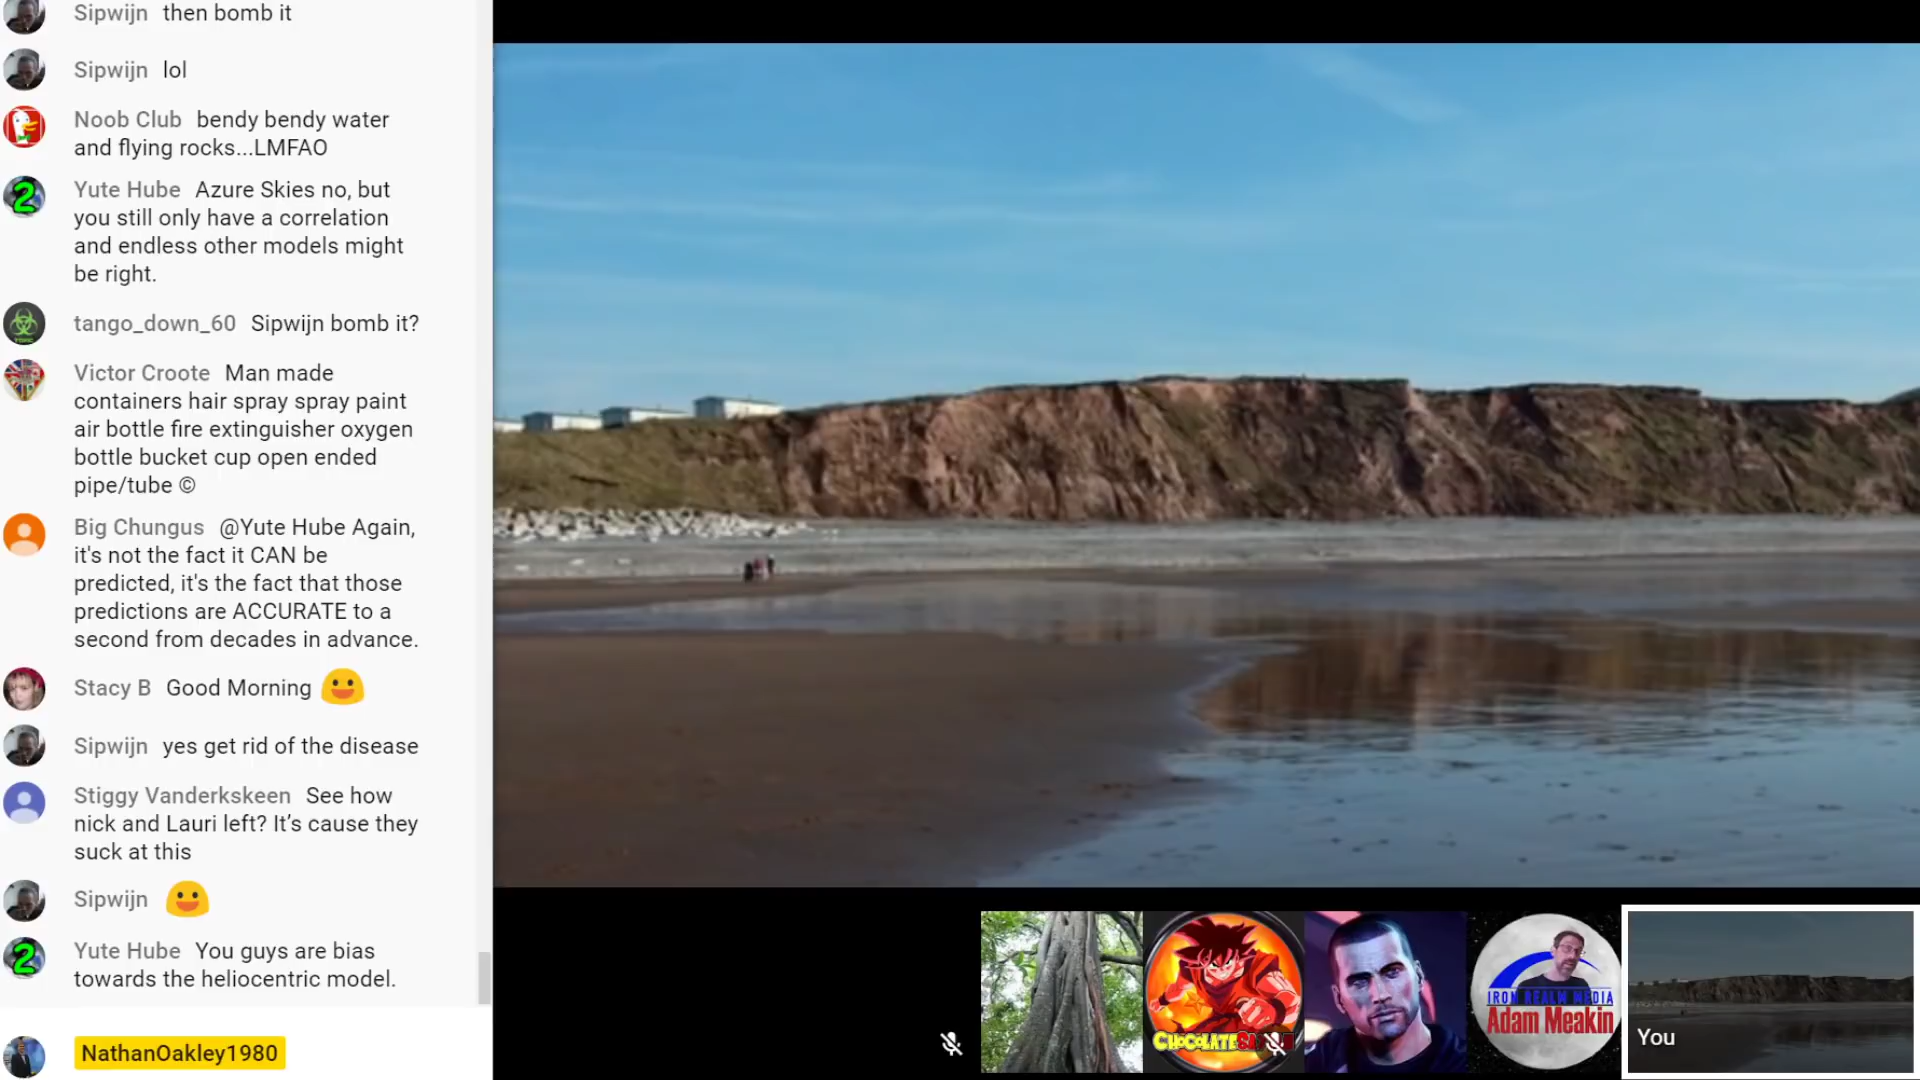 Sipwijn then bomb it
Sipwijn lol
Noob Club bendy bendy water
and flying rocks...LMFAO
Yute Hube Azure Skies no, but
you still only have a correlation
and endless other models might
be right.
tango_down_60 Sipwijn bomb it?
Victor Croote Man made
containers hair spray spray paint
air bottle fire extinguisher oxygen
bottle bucket cup open ended
pipe/tube ©
Big Chungus @Yute Hube Again,
it's not the fact it CAN be
predicted, it's the fact that those
predictions are ACCURATE to a
second from decades in advance.
Stacy B Good Morning
Sipwijn yes get rid of the disease
Stiggy Vanderkskeen See how
nick and Lauri left? It’s cause they
suck at this
Sipwijn
Yute Hube You guys are bias
towards the heliocentric model.
NathanOakley1980
2
2
CHOCOLATE
IRON REALM MEDIA
Adam Meakin
You